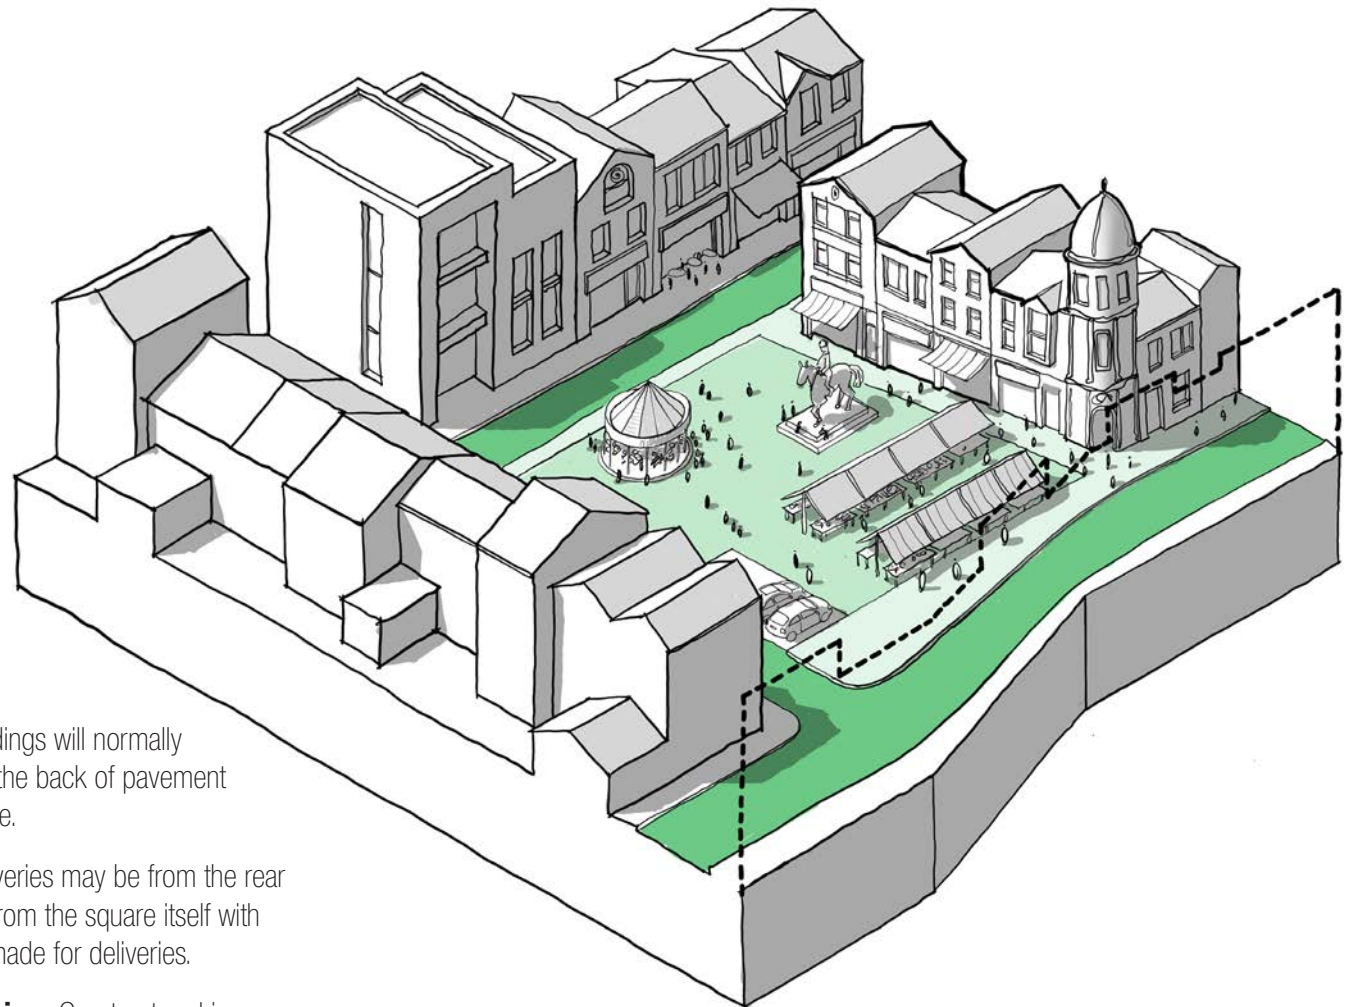 dings will normally
the back of pavement
e.
veries may be from the rear
rom the square itself with
nade for deliveries.